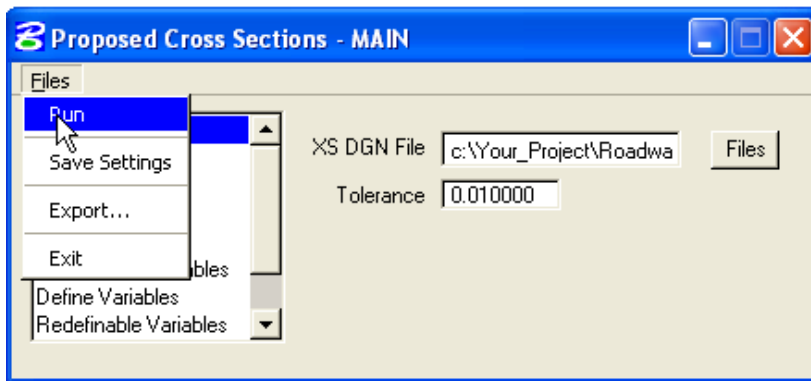 Proposed Cross Sections - MAIN
Files
Run
Save Settings
Export...
Exit
XS DGN File c:\Your_Project\Roadwa Files
Tolerance 0.010000
Define Variables
Redefinable Variables